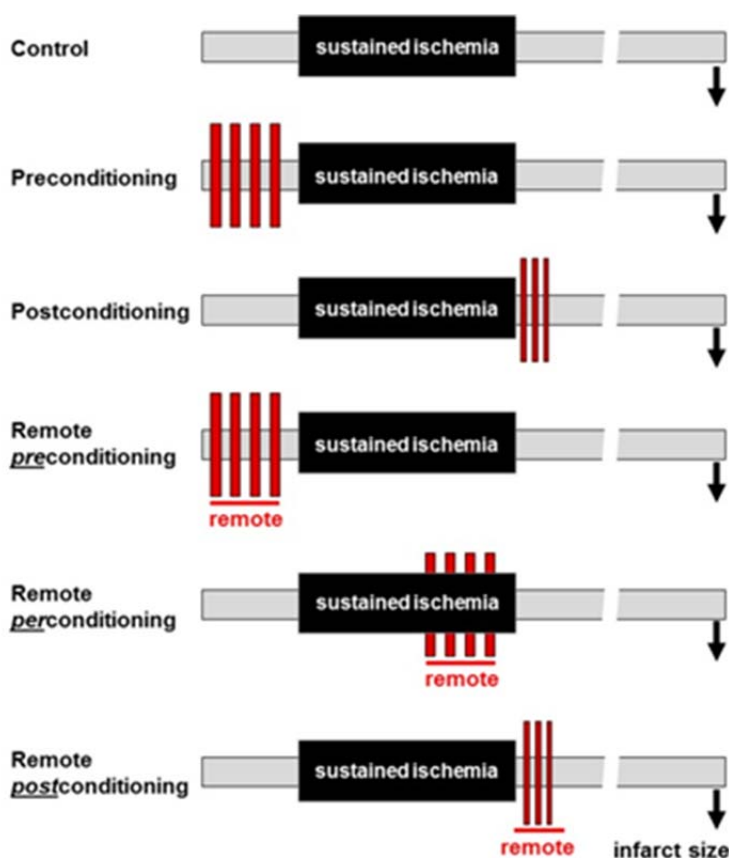 Control
sustained ischemia
Preconditioning
sustained ischemia
Postconditioning
sustained ischemia
Remote
preconditioning
sustained ischemia
remote
Remote
perconditioning
sustained ischemia
remote
Remote
postconditioning
sustained ischemia
remote
infarct size